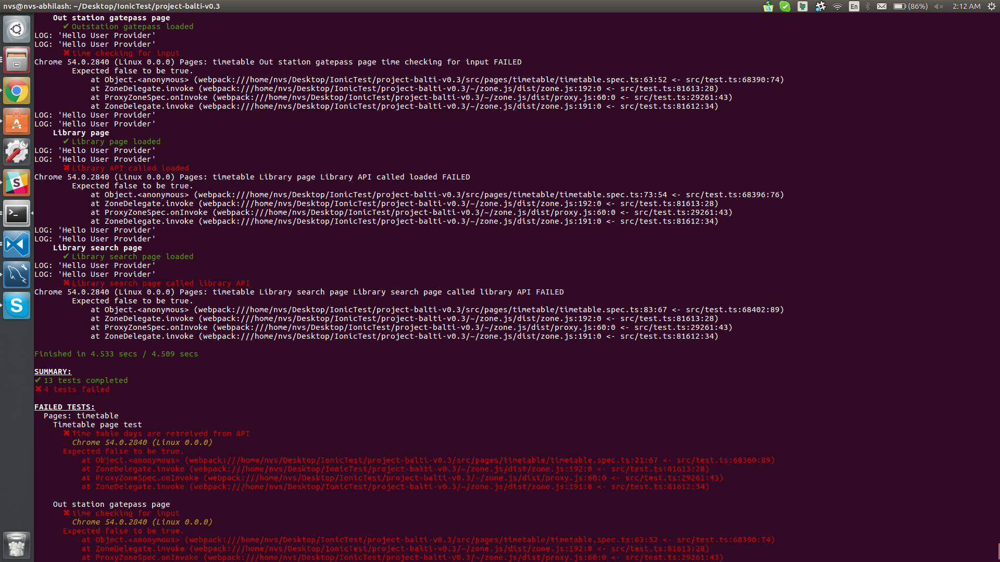 nvs@nvs-abhilash: ~/Desktop/IonicTest/project-balti-v0.3
En (86%) 2:12 AM
Out station gatepass page
✔ Outstation gatepass loaded
LOG: 'Hello User Provider'
LOG: 'Hello User Provider'
✖ time checking for input
Chrome 54.0.2840 (Linux 0.0.0) Pages: timetable Out station gatepass page time checking for input FAILED
Expected false to be true.
at Object.<anonymous> (webpack:///home/nvs/Desktop/IonicTest/project-balti-v0.3/src/pages/timetable/timetable.spec.ts:63:52 <- src/test.ts:68390:74)
at ZoneDelegate.invoke (webpack:///home/nvs/Desktop/IonicTest/project-balti-v0.3/~/zone.js/dist/zone.js:192:0 <- src/test.ts:81613:28)
at ProxyZoneSpec.onInvoke (webpack:///home/nvs/Desktop/IonicTest/project-balti-v0.3/~/zone.js/dist/proxy.js:60:0 <- src/test.ts:29261:43)
at ZoneDelegate.invoke (webpack:///home/nvs/Desktop/IonicTest/project-balti-v0.3/~/zone.js/dist/zone.js:191:0 <- src/test.ts:81612:34)
LOG: 'Hello User Provider'
LOG: 'Hello User Provider'
Library page
✔ Library page loaded
LOG: 'Hello User Provider'
LOG: 'Hello User Provider'
✖ Library API called loaded
Chrome 54.0.2840 (Linux 0.0.0) Pages: timetable Library page Library API called loaded FAILED
Expected false to be true.
at Object.<anonymous> (webpack:///home/nvs/Desktop/IonicTest/project-balti-v0.3/src/pages/timetable/timetable.spec.ts:73:54 <- src/test.ts:68396:76)
at ZoneDelegate.invoke (webpack:///home/nvs/Desktop/IonicTest/project-balti-v0.3/~/zone.js/dist/zone.js:192:0 <- src/test.ts:81613:28)
at ProxyZoneSpec.onInvoke (webpack:///home/nvs/Desktop/IonicTest/project-balti-v0.3/~/zone.js/dist/proxy.js:60:0 <- src/test.ts:29261:43)
at ZoneDelegate.invoke (webpack:///home/nvs/Desktop/IonicTest/project-balti-v0.3/~/zone.js/dist/zone.js:191:0 <- src/test.ts:81612:34)
LOG: 'Hello User Provider'
LOG: 'Hello User Provider'
Library search page
✔ Library search page loaded
LOG: 'Hello User Provider'
LOG: 'Hello User Provider'
✖ Library search page called library API
Chrome 54.0.2840 (Linux 0.0.0) Pages: timetable Library search page Library search page called library API FAILED
Expected false to be true.
at Object.<anonymous> (webpack:///home/nvs/Desktop/IonicTest/project-balti-v0.3/src/pages/timetable/timetable.spec.ts:83:67 <- src/test.ts:68402:89)
at ZoneDelegate.invoke (webpack:///home/nvs/Desktop/IonicTest/project-balti-v0.3/~/zone.js/dist/zone.js:192:0 <- src/test.ts:81613:28)
at ProxyZoneSpec.onInvoke (webpack:///home/nvs/Desktop/IonicTest/project-balti-v0.3/~/zone.js/dist/proxy.js:60:0 <- src/test.ts:29261:43)
at ZoneDelegate.invoke (webpack:///home/nvs/Desktop/IonicTest/project-balti-v0.3/~/zone.js/dist/zone.js:191:0 <- src/test.ts:81612:34)
Finished in 4.533 secs / 4.509 secs
SUMMARY:
✔ 13 tests completed
✖ 4 tests failed
FAILED TESTS:
Pages: timetable
Timetable page test
✖ Time table days are retreived from API
Chrome 54.0.2840 (Linux 0.0.0)
Expected false to be true.
at Object.<anonymous> (webpack:///home/nvs/Desktop/IonicTest/project-balti-v0.3/src/pages/timetable/timetable.spec.ts:21:67 <- src/test.ts:68360:89)
at ZoneDelegate.invoke (webpack:///home/nvs/Desktop/IonicTest/project-balti-v0.3/~/zone.js/dist/zone.js:192:0 <- src/test.ts:81613:28)
at ProxyZoneSpec.onInvoke (webpack:///home/nvs/Desktop/IonicTest/project-balti-v0.3/~/zone.js/dist/proxy.js:60:0 <- src/test.ts:29261:43)
at ZoneDelegate.invoke (webpack:///home/nvs/Desktop/IonicTest/project-balti-v0.3/~/zone.js/dist/zone.js:191:0 <- src/test.ts:81612:34)
Out station gatepass page
✖ time checking for input
Chrome 54.0.2840 (Linux 0.0.0)
Expected false to be true.
at Object.<anonymous> (webpack:///home/nvs/Desktop/IonicTest/project-balti-v0.3/src/pages/timetable/timetable.spec.ts:63:52 <- src/test.ts:68390:74)
at ZoneDelegate.invoke (webpack:///home/nvs/Desktop/IonicTest/project-balti-v0.3/~/zone.js/dist/zone.js:192:0 <- src/test.ts:81613:28)
at ProxyZoneSpec.onInvoke (webpack:///home/nvs/Desktop/IonicTest/project-balti-v0.3/~/zone.js/dist/proxy.js:60:0 <- src/test.ts:29261:43)